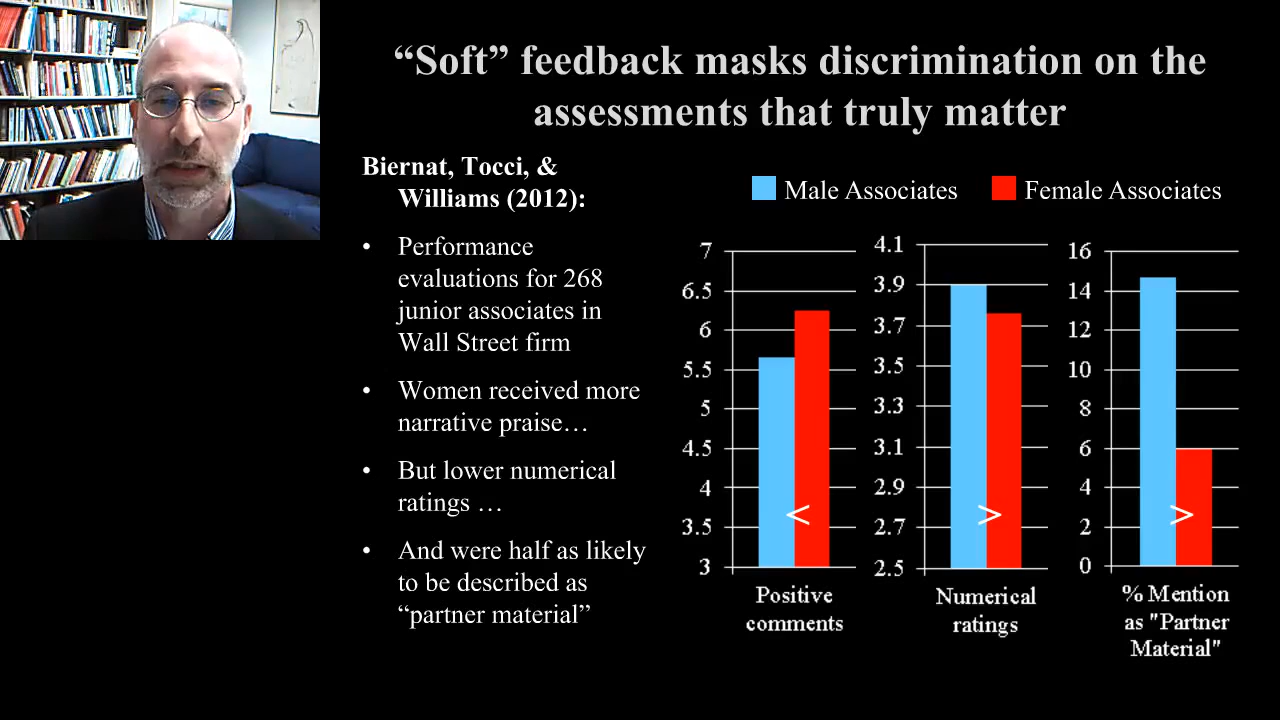 “Soft” feedback masks discrimination on the
assessments that truly matter
Biernat, Tocci, &
Williams (2012):
• Performance
evaluations for 268
junior associates in
Wall Street firm
• Women received more
narrative praise…
• But lower numerical
ratings …
• And were half as likely
to be described as
“partner material”
Male Associates
Female Associates
7
6.5
6
5.5
5
4.5
4
3.5
3
<
Positive
comments
4.1
3.9
3.7
3.5
3.3
3.1
2.9
2.7
2.5
>
Numerical
ratings
16
14
12
10
8
6
4
2
0
>
% Mention
as "Partner
Material"